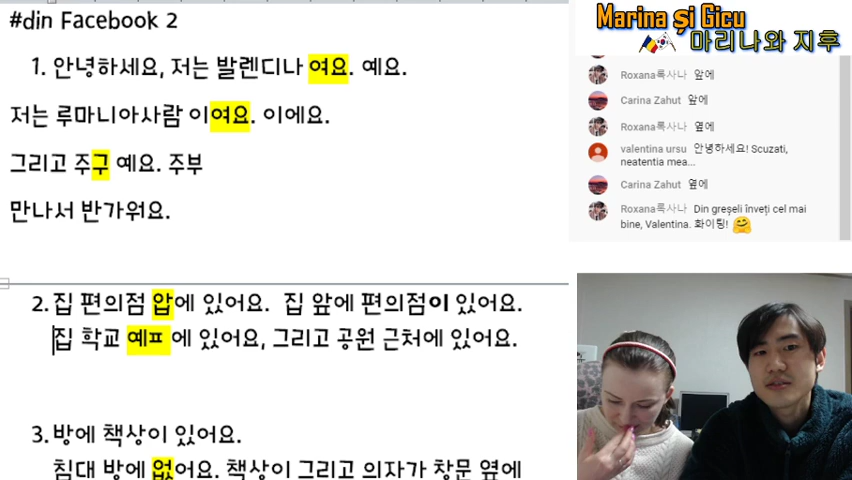 #din Facebook 2
1. 안녕하세요, 저는 발렌디나 여요. 예요.
저는 루마니아사람 이여요. 이에요.
그리고 주구 예요. 주부
만나서 반가워요.
2. 집 편의점 압에 있어요. 집 앞에 편의점이 있어요.
집 학교 예ㅍ에 있어요, 그리고 공원 근처에 있어요.
3. 방에 책상이 있어요.
침대 방에 없어요. 책상이 그리고 의자가 창문 옆에
Marina și Gicu
마리나와 지후
Roxana록사나 앞에
Carina Zahut 앞에
Roxana록사나 옆에
valentina ursu 안녕하세요! Scuzati,
neatentia mea...
Carina Zahut 옆에
Roxana록사나 Din greșeli înveți cel mai
bine, Valentina. 화이팅! 🤗